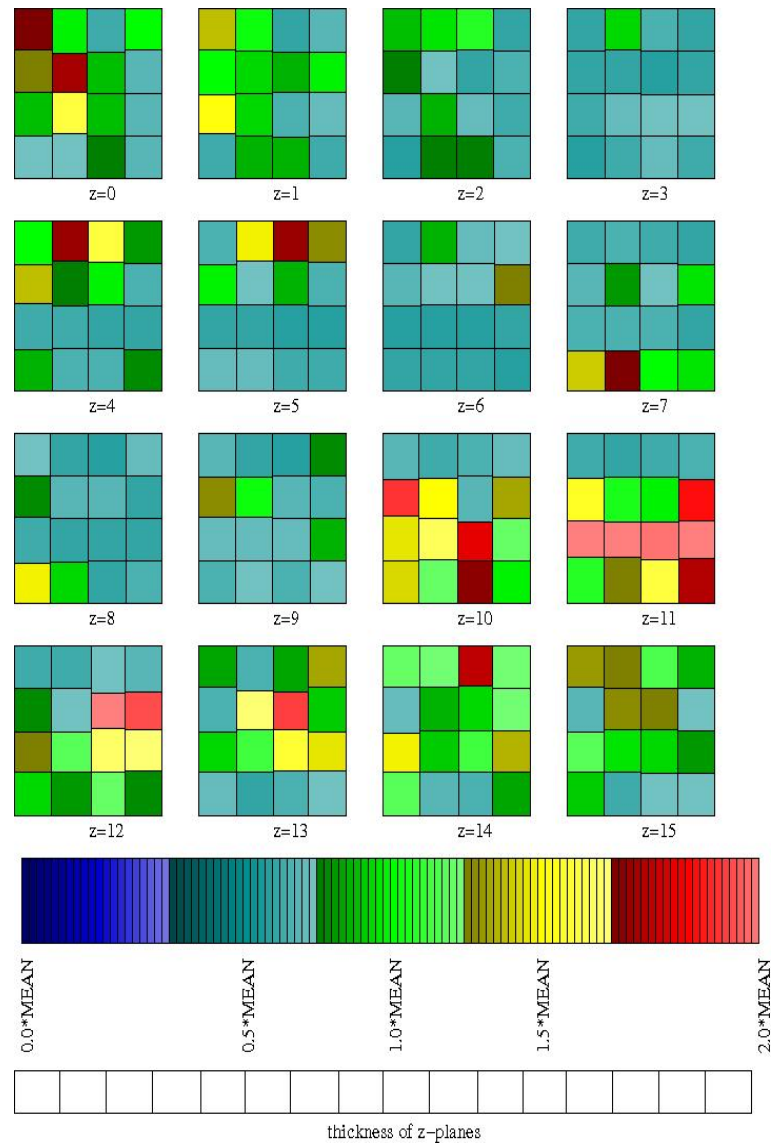 z=0 z=1 z=2 z=3
z=4 z=5 z=6 z=7
z=8 z=9 z=10 z=11
z=12 z=13 z=14 z=15
0.0*MEAN
0.5*MEAN
1.0*MEAN
1.5*MEAN
2.0*MEAN
thickness of z-planes